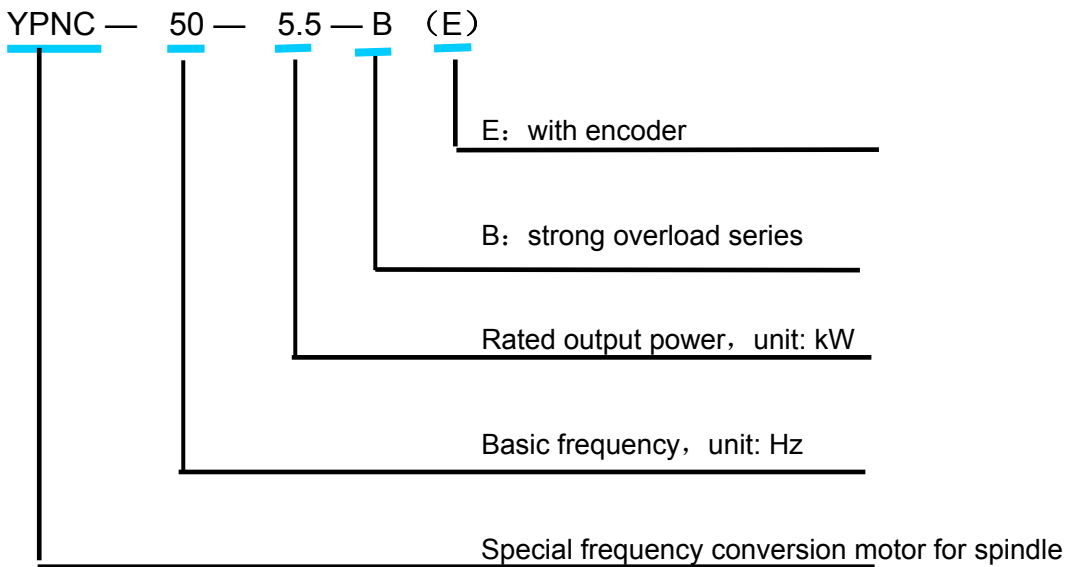 YPNC — 50 — 5.5 — B （E）
E：with encoder
B：strong overload series
Rated output power，unit: kW
Basic frequency，unit: Hz
Special frequency conversion motor for spindle